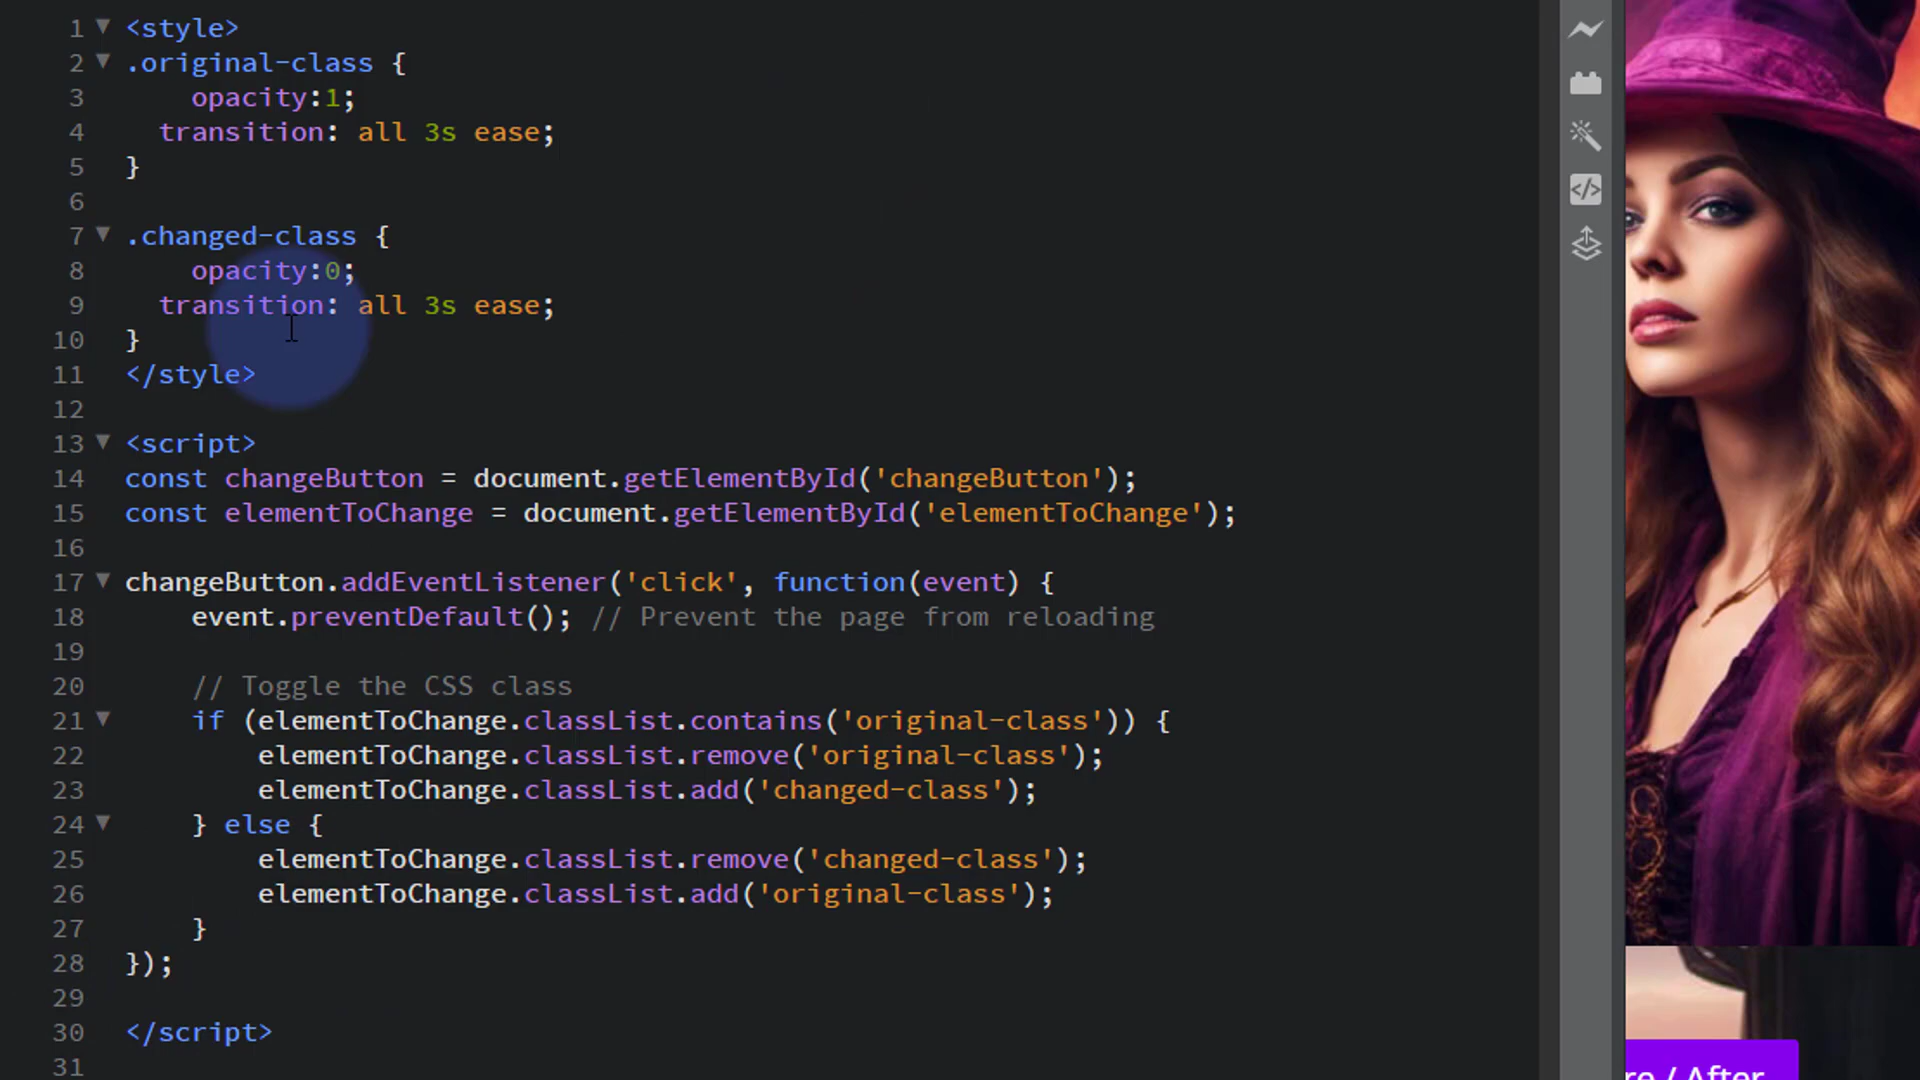 1 <style>
2 .original-class {
3 opacity:1;
4 transition: all 3s ease;
5 }
6
7 .changed-class {
8 opacity:0;
9 transition: all 3s ease;
10 }
11 </style>
12
13 <script>
14 const changeButton = document.getElementById('changeButton');
15 const elementToChange = document.getElementById('elementToChange');
16
17 changeButton.addEventListener('click', function(event) {
18 event.preventDefault(); // Prevent the page from reloading
19
20 // Toggle the CSS class
21 if (elementToChange.classList.contains('original-class')) {
22 elementToChange.classList.remove('original-class');
23 elementToChange.classList.add('changed-class');
24 } else {
25 elementToChange.classList.remove('changed-class');
26 elementToChange.classList.add('original-class');
27 }
28 });
29
30 </script>
31
re / After